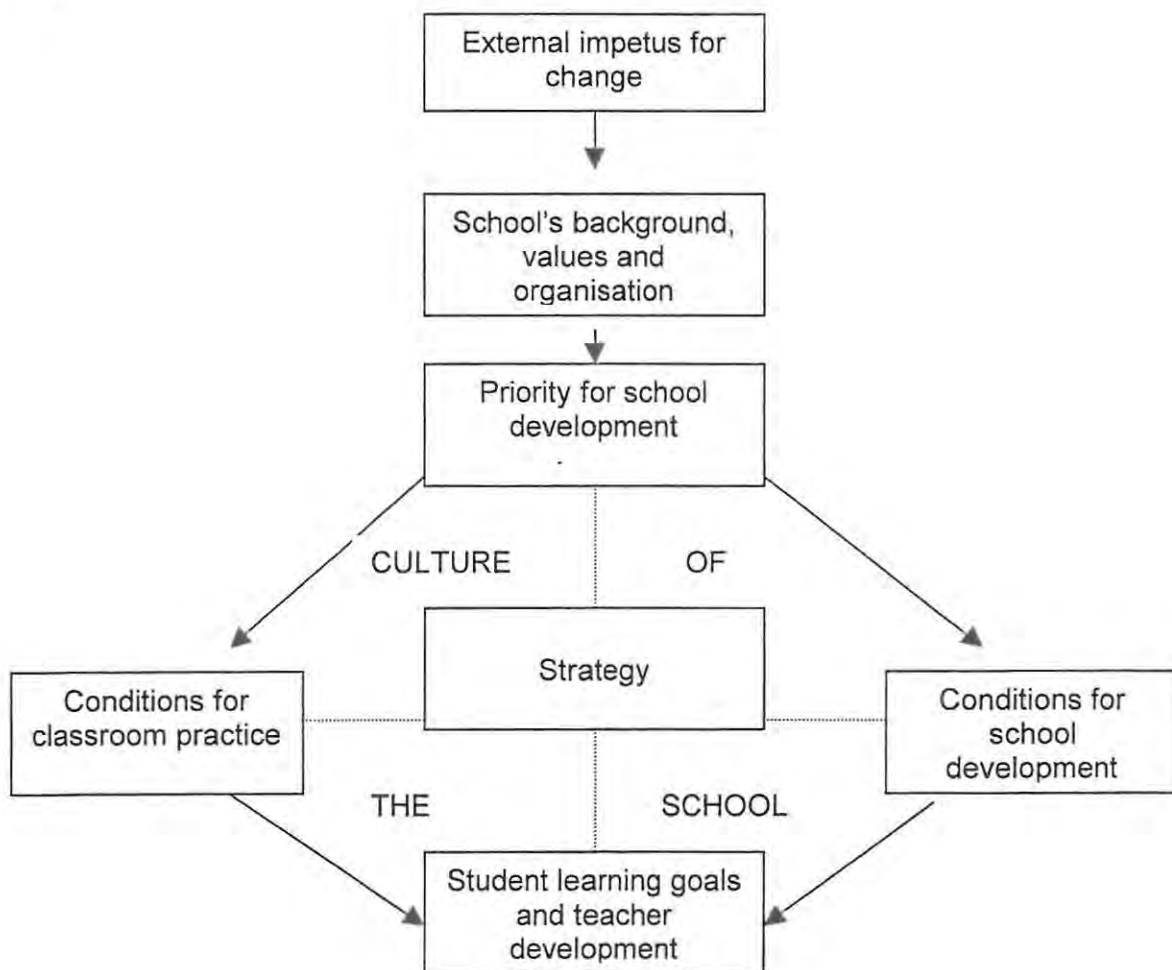 External impetus for
change
School's background,
values and
organisation
Priority for school
development
CULTURE OF
Strategy
Conditions for
classroom practice
Conditions for
school
development
THE SCHOOL
Student learning goals
and teacher
development